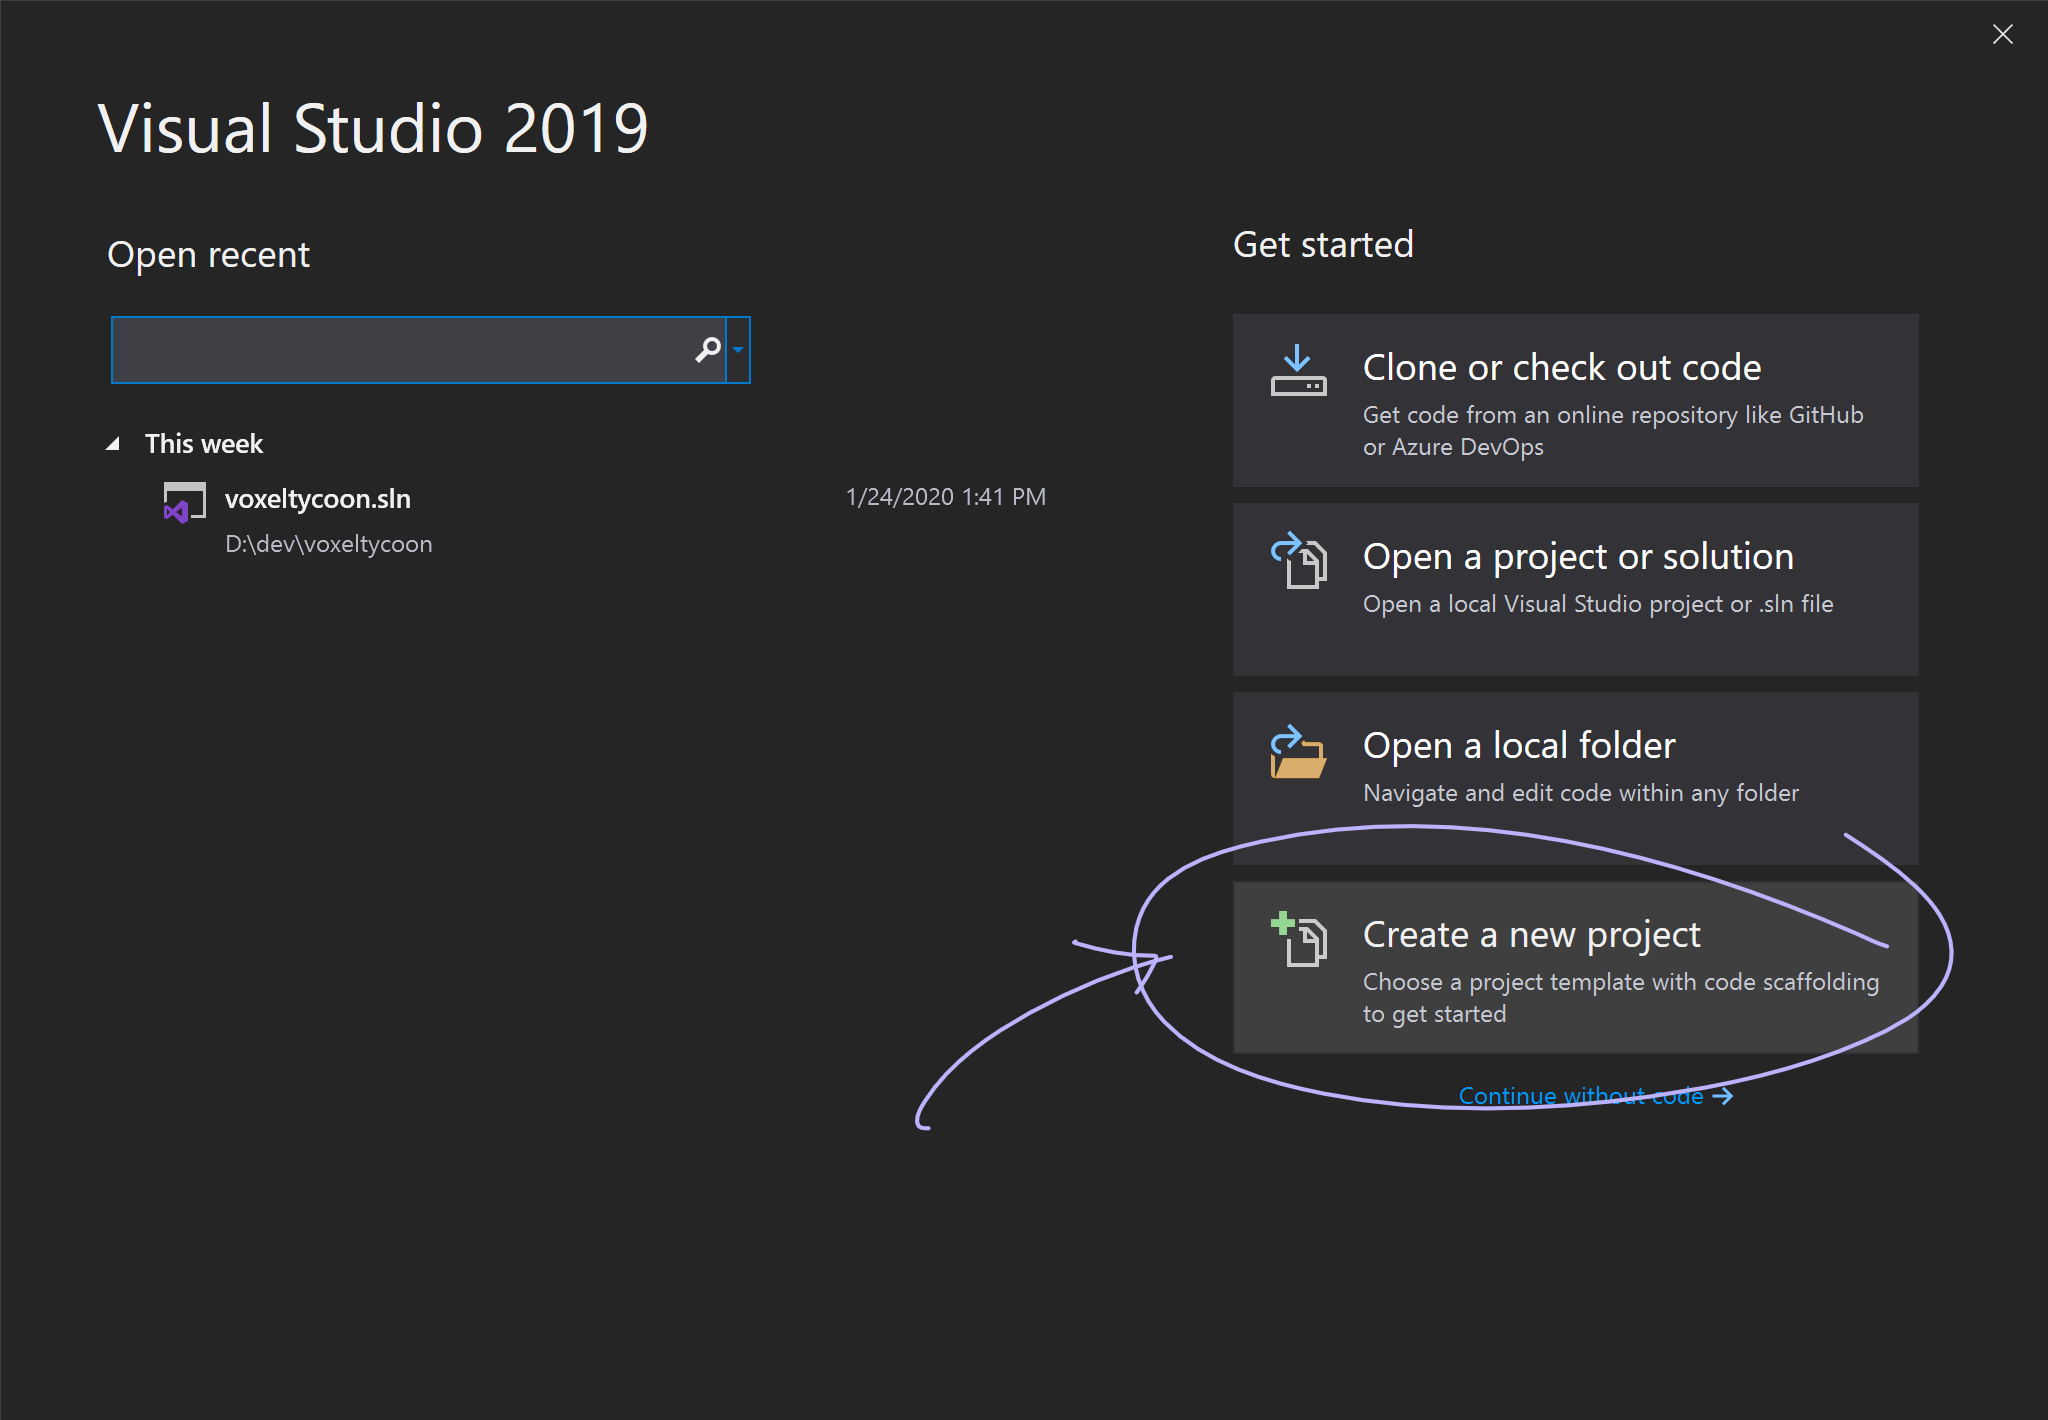 Visual Studio 2019
Open recent
This week
voxeltycoon.sln
1/24/2020 1:41 PM
D:\dev\voxeltycoon
Get started
Clone or check out code
Get code from an online repository like GitHub
or Azure DevOps
Open a project or solution
Open a local Visual Studio project or .sln file
Open a local folder
Navigate and edit code within any folder
Create a new project
Choose a project template with code scaffolding
to get started
Continue without code